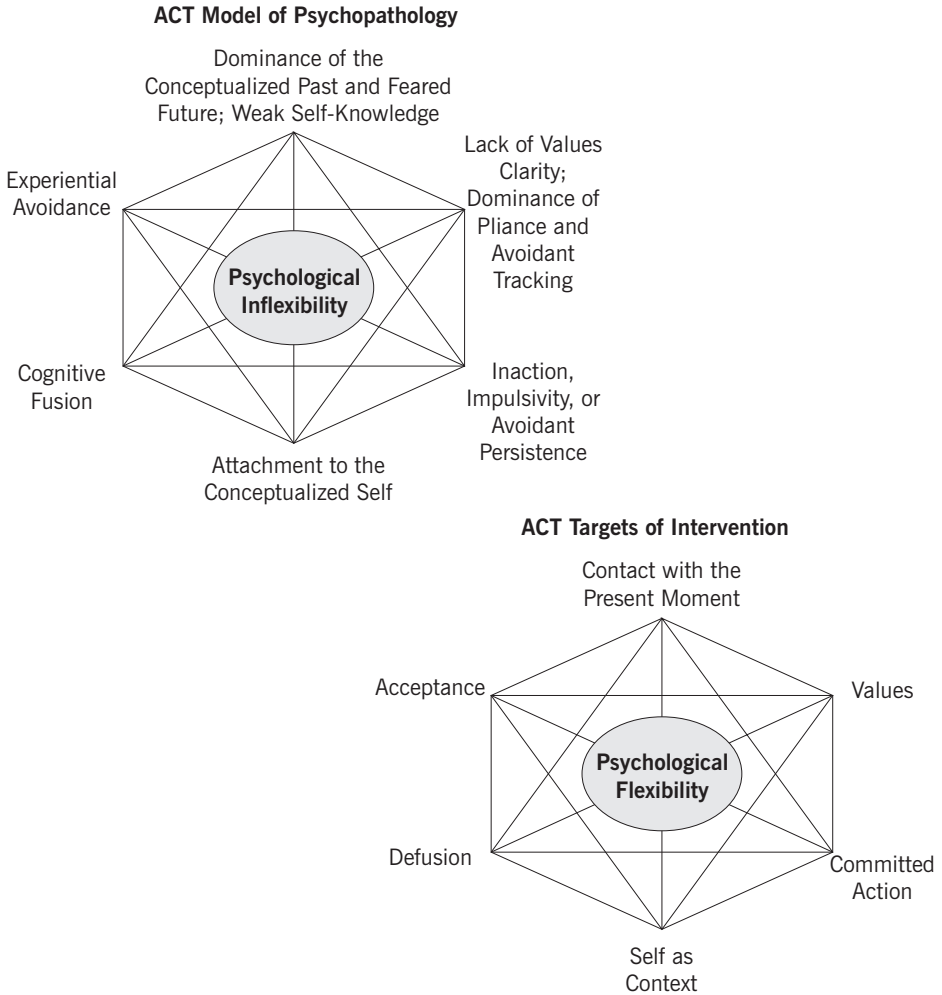 ACT Model of Psychopathology
Dominance of the
Conceptualized Past and Feared
Future; Weak Self-Knowledge
Experiential
Avoidance
Lack of Values
Clarity;
Dominance of
Pliance and
Avoidant
Tracking
Psychological
Inflexibility
Cognitive
Fusion
Inaction,
Impulsivity, or
Avoidant
Persistence
Attachment to the
Conceptualized Self
ACT Targets of Intervention
Contact with the
Present Moment
Acceptance
Values
Psychological
Flexibility
Defusion
Committed
Action
Self as
Context